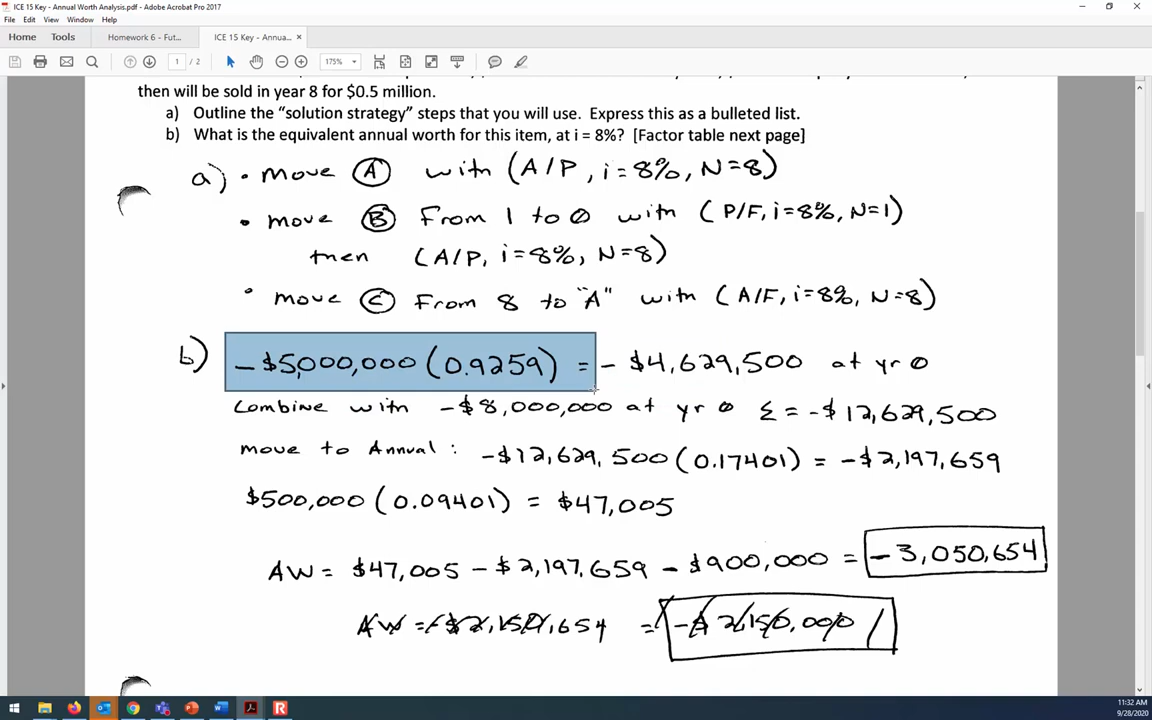 ICE 15 Key - Annual Worth Analysis.pdf - Adobe Acrobat Pro 2017
File Edit View Window Help
Home Tools Homework 6 - Fut... ICE 15 Key - Annua... ×
1 / 2 175%
then will be sold in year 8 for $0.5 million.
a) Outline the “solution strategy” steps that you will use. Express this as a bulleted list.
b) What is the equivalent annual worth for this item, at i = 8%? [Factor table next page]
a) • move A with (A/P, i=8%, N=8)
• move B From 1 to 0 with (P/F, i=8%, N=1)
then (A/P, i=8%, N=8)
• move C From 8 to "A" with (A/F, i=8%, N=8)
b) -$5,000,000 (0.9259) = -$4,629,500 at yr 0
Combine with -$8,000,000 at yr 0 Σ = -$12,629,500
move to Annual: -$12,629,500 (0.17401) = -$2,197,659
$500,000 (0.09401) = $47,005
AW = $47,005 - $2,197,659 - $900,000 = -3,050,654
AW = -$2,150,654 = -$2,150,000
11:32 AM
9/28/2020